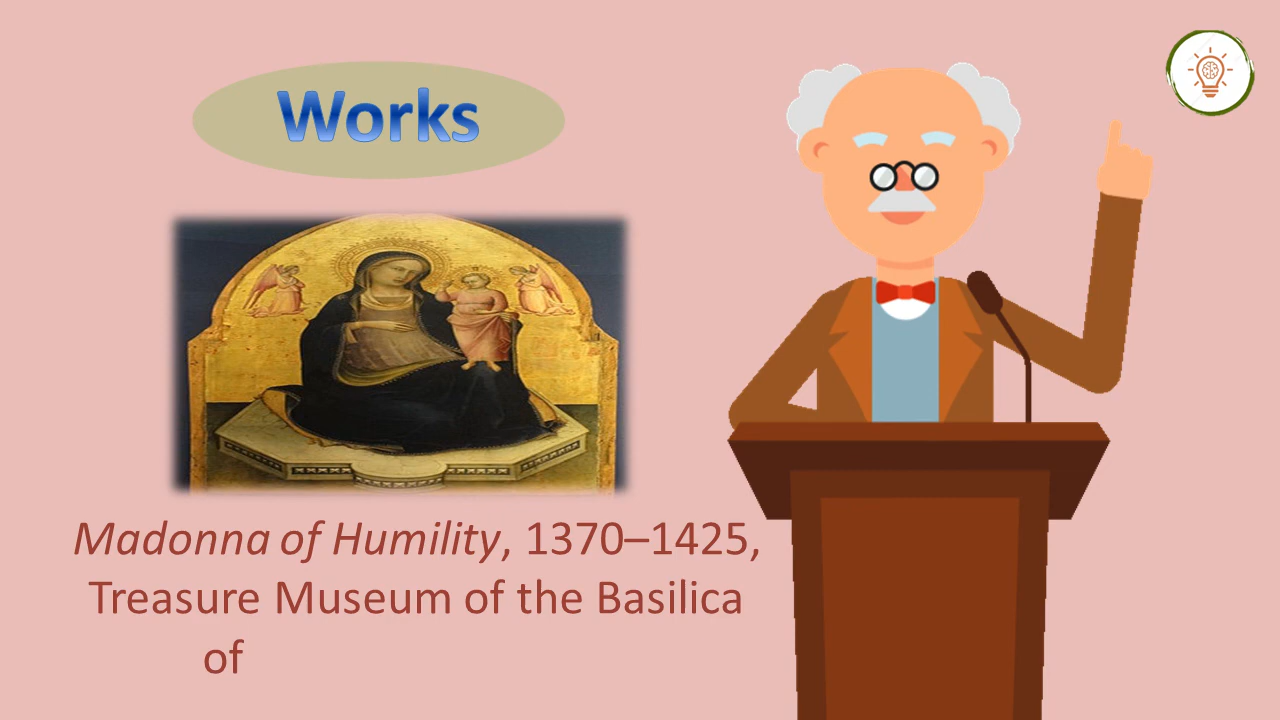 Works
Madonna of Humility, 1370–1425,
Treasure Museum of the Basilica
of